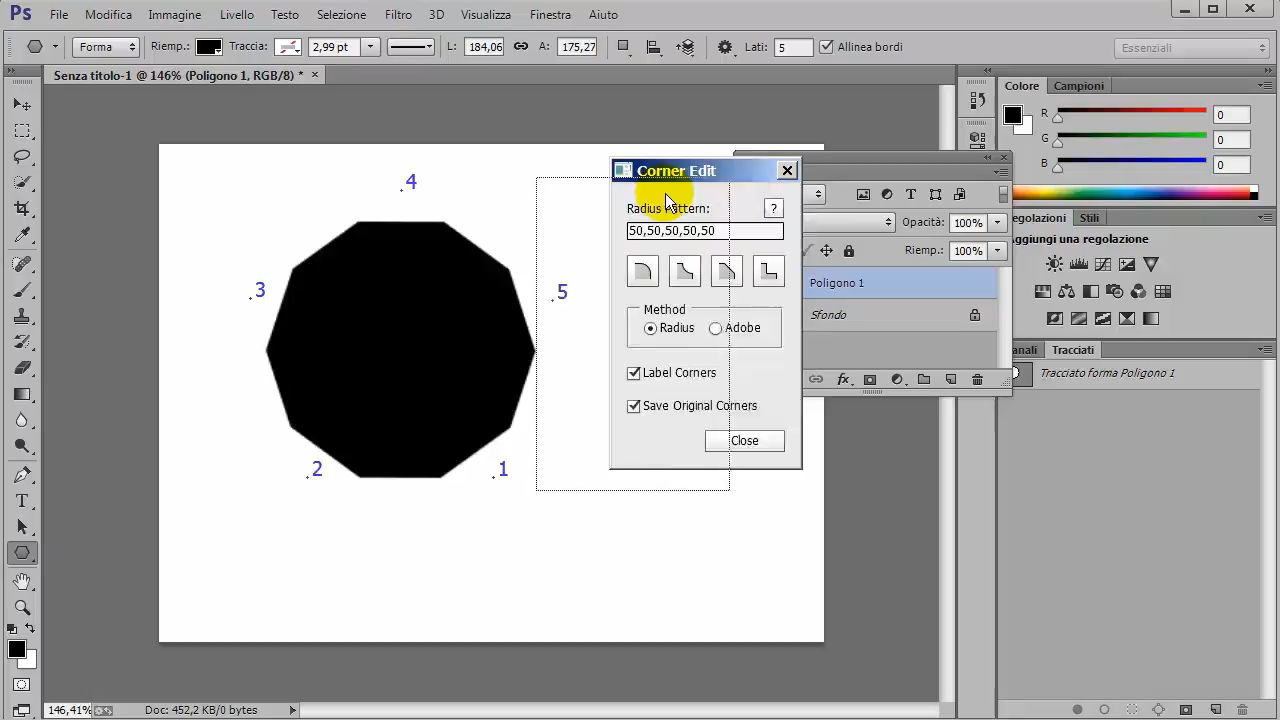 Ps File Modifica Immagine Livello Testo Selezione Filtro 3D Visualizza Finestra Aiuto
Forma Riemp.: Traccia: 2,99 pt L: 184,06 A: 175,27 Lati: 5 Allinea bordi Essenziali
Senza titolo-1 @ 146% (Poligono 1, RGB/8) * ×
Colore Campioni
R 0
G 0
B 0
.4
.3
.5
.2
.1
Corner Edit
Radius Pattern: ?
50,50,50,50,50
Method
Radius Adobe
Label Corners
Save Original Corners
Close
Opacità: 100%
Riemp.: 100%
Poligono 1
Sfondo
fx
egolazioni Stili
Aggiungi una regolazione
anali Tracciati
Tracciato forma Poligono 1
T
146,41% Doc: 452,2 KB/0 bytes